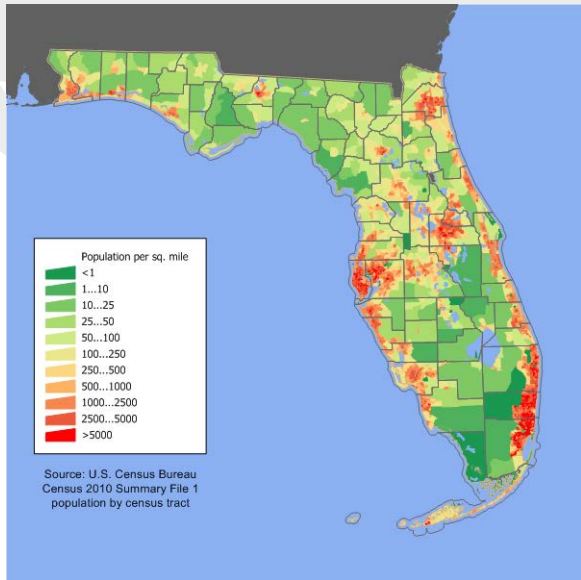 Population per sq. mile
<1
1...10
10...25
25...50
50...100
100...250
250...500
500...1000
1000...2500
2500...5000
>5000
Source: U.S. Census Bureau
Census 2010 Summary File 1
population by census tract